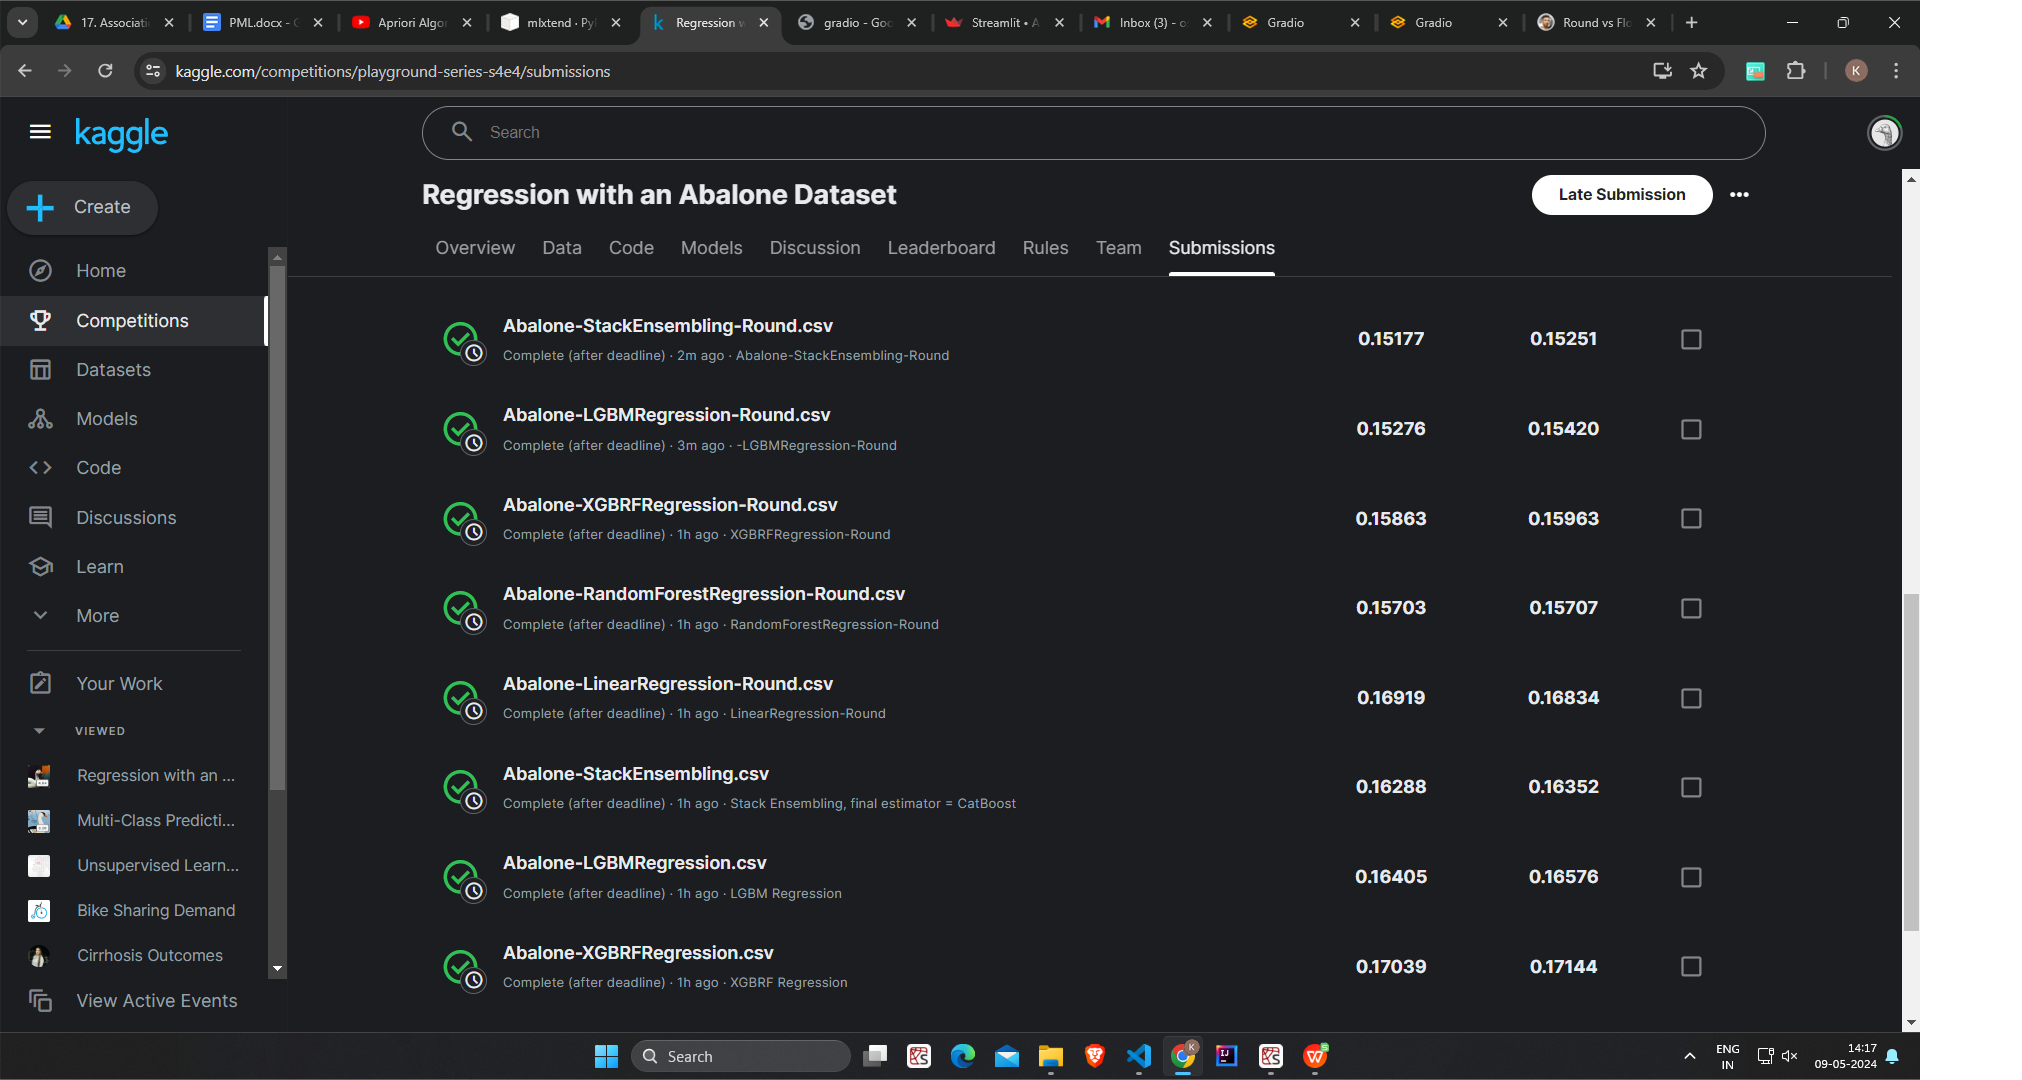 17. Associati
PML.docx - G
Apriori Algor
mlxtend · PyI
Regression w
gradio - Goo
Streamlit • A
Inbox (3) - o
Gradio
Gradio
Round vs Flo
kaggle.com/competitions/playground-series-s4e4/submissions
K
kaggle
Search
Create
Regression with an Abalone Dataset
Late Submission
Overview Data Code Models Discussion Leaderboard Rules Team Submissions
Home
Competitions
Datasets
Models
Code
Discussions
Learn
More
Your Work
VIEWED
Regression with an ...
Multi-Class Predicti...
Unsupervised Learn...
Bike Sharing Demand
Cirrhosis Outcomes
View Active Events
Abalone-StackEnsembling-Round.csv 0.15177 0.15251
Complete (after deadline) · 2m ago · Abalone-StackEnsembling-Round
Abalone-LGBMRegression-Round.csv 0.15276 0.15420
Complete (after deadline) · 3m ago · -LGBMRegression-Round
Abalone-XGBRFRegression-Round.csv 0.15863 0.15963
Complete (after deadline) · 1h ago · XGBRFRegression-Round
Abalone-RandomForestRegression-Round.csv 0.15703 0.15707
Complete (after deadline) · 1h ago · RandomForestRegression-Round
Abalone-LinearRegression-Round.csv 0.16919 0.16834
Complete (after deadline) · 1h ago · LinearRegression-Round
Abalone-StackEnsembling.csv 0.16288 0.16352
Complete (after deadline) · 1h ago · Stack Ensembling, final estimator = CatBoost
Abalone-LGBMRegression.csv 0.16405 0.16576
Complete (after deadline) · 1h ago · LGBM Regression
Abalone-XGBRFRegression.csv 0.17039 0.17144
Complete (after deadline) · 1h ago · XGBRF Regression
Search
ENG
IN
14:17
09-05-2024